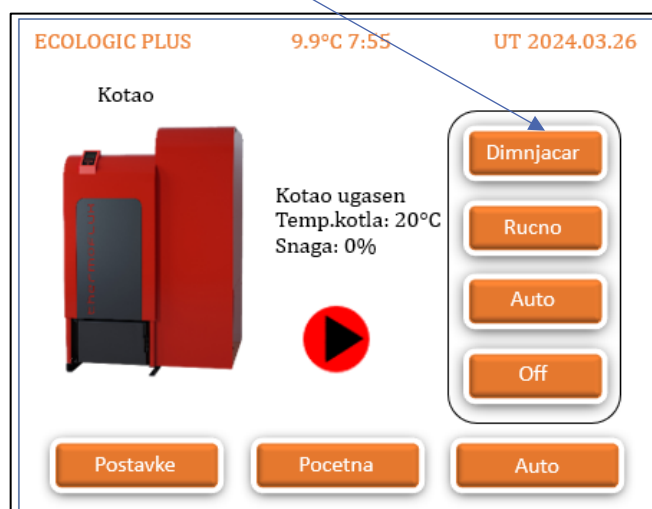 ECOLOGIC PLUS 9.9°C 7:55 UT 2024.03.26
Kotao
Dimnjacar
Kotao ugasen
Temp.kotla: 20°C
Snaga: 0%
Rucno
Auto
Off
Postavke Pocetna Auto